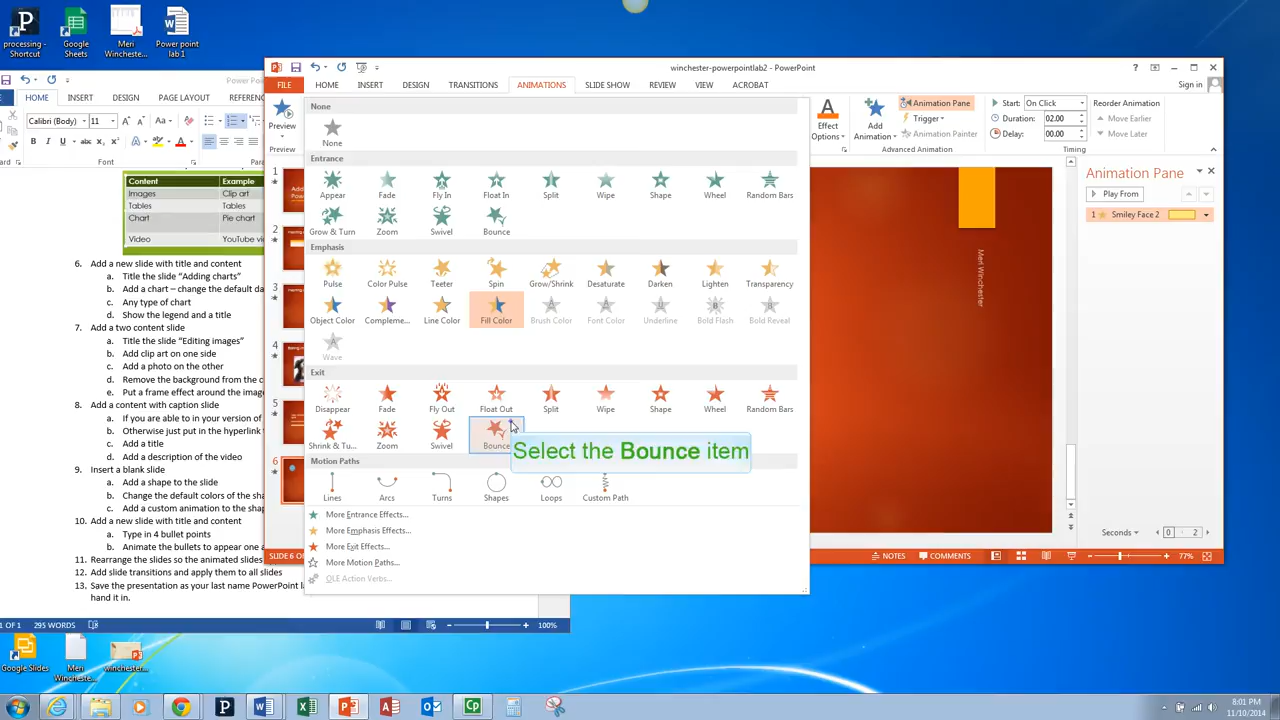 processing - Shortcut
Google Sheets
Meri Wincheste...
Power point lab 1
winchester-powerpointlab2 - PowerPoint
FILE HOME INSERT DESIGN TRANSITIONS ANIMATIONS SLIDE SHOW REVIEW VIEW ACROBAT
Sign in
Preview
Preview
Effect Options
Add Animation
Animation Pane
Trigger
Animation Painter
Advanced Animation
Start: On Click
Duration: 02.00
Delay: 00.00
Timing
Reorder Animation
Move Earlier
Move Later
Power Po
HOME INSERT DESIGN PAGE LAYOUT REFERENC
Calibri (Body) 11
Font
None
None
Entrance
Appear Fade Fly In Float In Split Wipe Shape Wheel Random Bars
Grow & Turn Zoom Swivel Bounce
Emphasis
Pulse Color Pulse Teeter Spin Grow/Shrink Desaturate Darken Lighten Transparency
Object Color Compleme... Line Color Fill Color Brush Color Font Color Underline Bold Flash Bold Reveal
Wave
Exit
Disappear Fade Fly Out Float Out Split Wipe Shape Wheel Random Bars
Shrink & Tu... Zoom Swivel Bounce
Select the Bounce item
Motion Paths
Lines Arcs Turns Shapes Loops Custom Path
More Entrance Effects...
More Emphasis Effects...
More Exit Effects...
More Motion Paths...
OLE Action Verbs...
Content Example
Images Clip art
Tables Tables
Chart Pie chart
Video YouTube vi
6. Add a new slide with title and content
a. Title the slide “Adding charts”
b. Add a chart – change the default da
c. Any type of chart
d. Show the legend and a title
7. Add a two content slide
a. Title the slide “Editing images”
b. Add clip art on one side
c. Add a photo on the other
d. Remove the background from the c
e. Put a frame effect around the imag
8. Add a content with caption slide
a. If you are able to in your version of
b. Otherwise just put in the hyperlink
c. Add a title
d. Add a description of the video
9. Insert a blank slide
a. Add a shape to the slide
b. Change the default colors of the sha
c. Add a custom animation to the shap
10. Add a new slide with title and content
a. Type in 4 bullet points
b. Animate the bullets to appear one a
11. Rearrange the slides so the animated slides
12. Add slide transitions and apply them to all slides
13. Save the presentation as your last name PowerPoint la
hand it in.
1 OF 1 295 WORDS 100%
1
2
3
4
5
6
SLIDE 6 OF
Meri Winchester
Animation Pane
Play From
1 Smiley Face 2
Seconds 0 2
NOTES COMMENTS 77%
Google Slides
Meri Wincheste...
winchester...
8:01 PM
11/10/2014